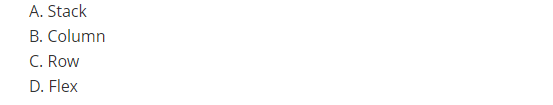 A. Stack
B. Column
C. Row
D. Flex